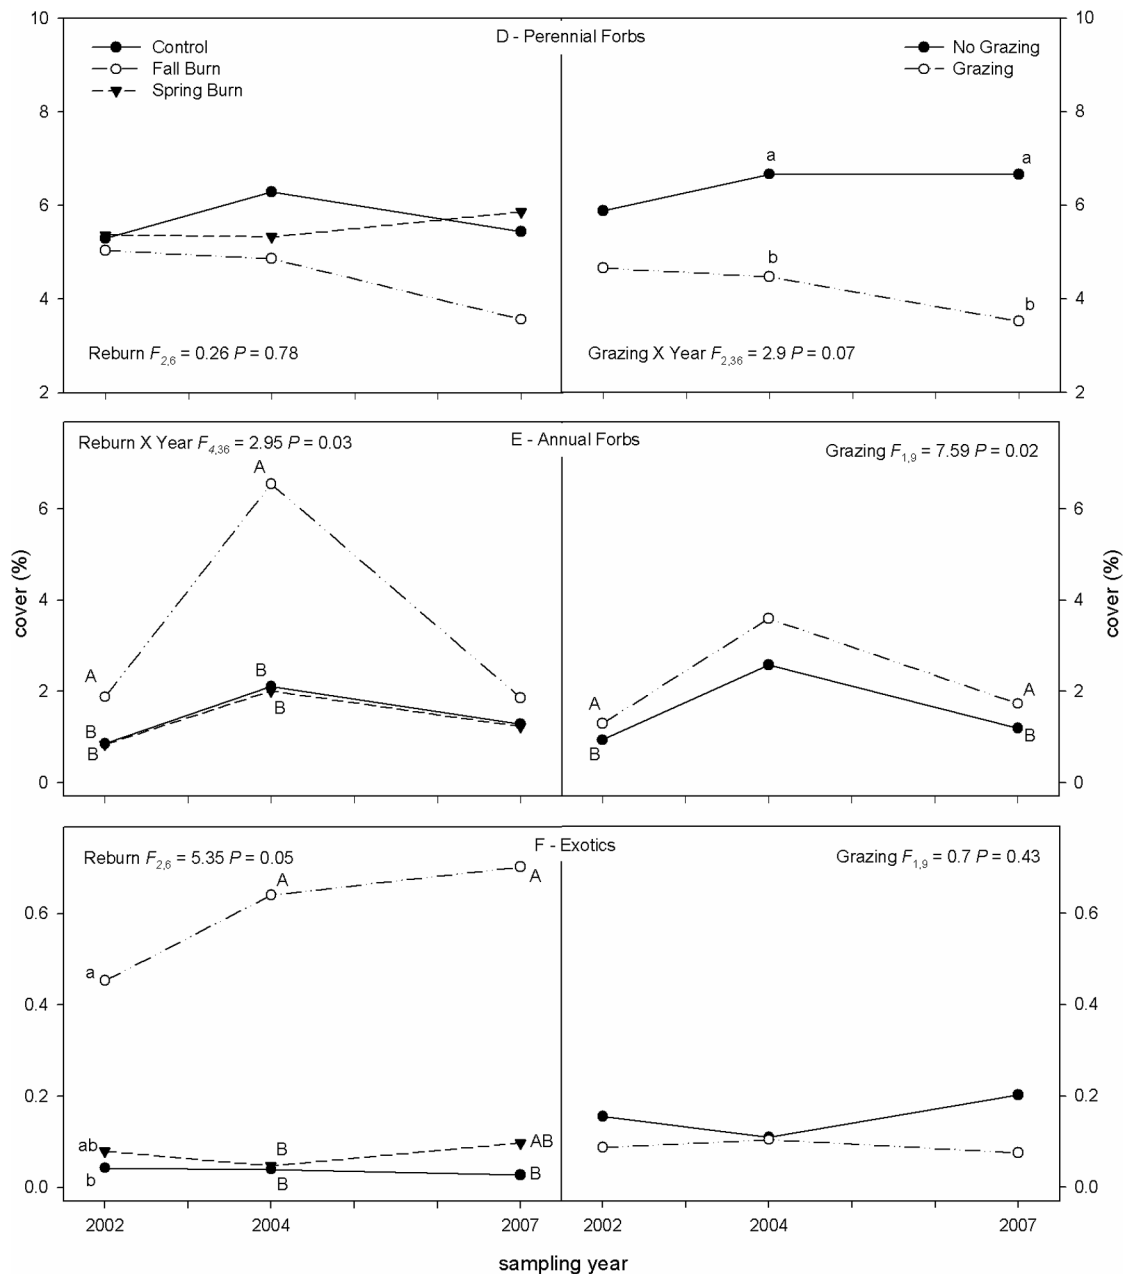 D - Perennial Forbs
Control
Fall Burn
Spring Burn
No Grazing
Grazing
10
8
6
4
2
10
8
6
4
2
a
a
b
b
Reburn F2,6 = 0.26 P = 0.78
Grazing X Year F2,36 = 2.9 P = 0.07
E - Annual Forbs
Reburn X Year F4,36 = 2.95 P = 0.03
Grazing F1,9 = 7.59 P = 0.02
cover (%)
6
4
2
0
A
A
B
B
B
B
A
B
A
B
6
4
2
0
cover (%)
F - Exotics
Reburn F2,6 = 5.35 P = 0.05
Grazing F1,9 = 0.7 P = 0.43
0.6
0.4
0.2
0.0
a
A
A
ab
B
AB
b
B
B
0.6
0.4
0.2
0.0
2002
2004
2007
2002
2004
2007
sampling year